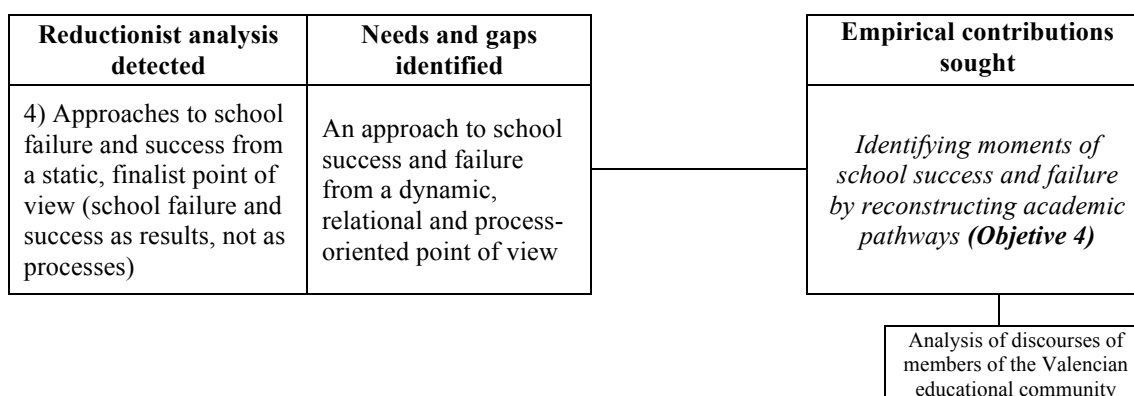 Reductionist analysis
detected
Needs and gaps
identified
4) Approaches to school
failure and success from
a static, finalist point of
view (school failure and
success as results, not as
processes)
An approach to school
success and failure
from a dynamic,
relational and process-
oriented point of view
Empirical contributions
sought
Identifying moments of
school success and failure
by reconstructing academic
pathways (Objetive 4)
Analysis of discourses of
members of the Valencian
educational community